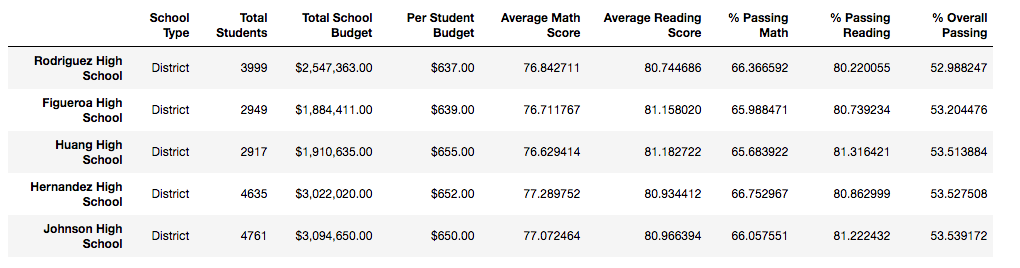 School Type Total Students Total School Budget Per Student Budget Average Math Score Average Reading Score % Passing Math % Passing Reading % Overall Passing
Rodriguez High School District 3999 $2,547,363.00 $637.00 76.842711 80.744686 66.366592 80.220055 52.988247
Figueroa High School District 2949 $1,884,411.00 $639.00 76.711767 81.158020 65.988471 80.739234 53.204476
Huang High School District 2917 $1,910,635.00 $655.00 76.629414 81.182722 65.683922 81.316421 53.513884
Hernandez High School District 4635 $3,022,020.00 $652.00 77.289752 80.934412 66.752967 80.862999 53.527508
Johnson High School District 4761 $3,094,650.00 $650.00 77.072464 80.966394 66.057551 81.222432 53.539172